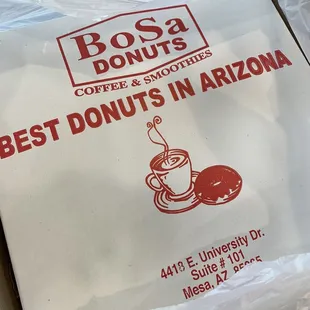 BoSa
DONUTS
COFFEE & SMOOTHIES
BEST DONUTS IN ARIZONA
4418 E. University Dr.
Suite # 101
Mesa, AZ